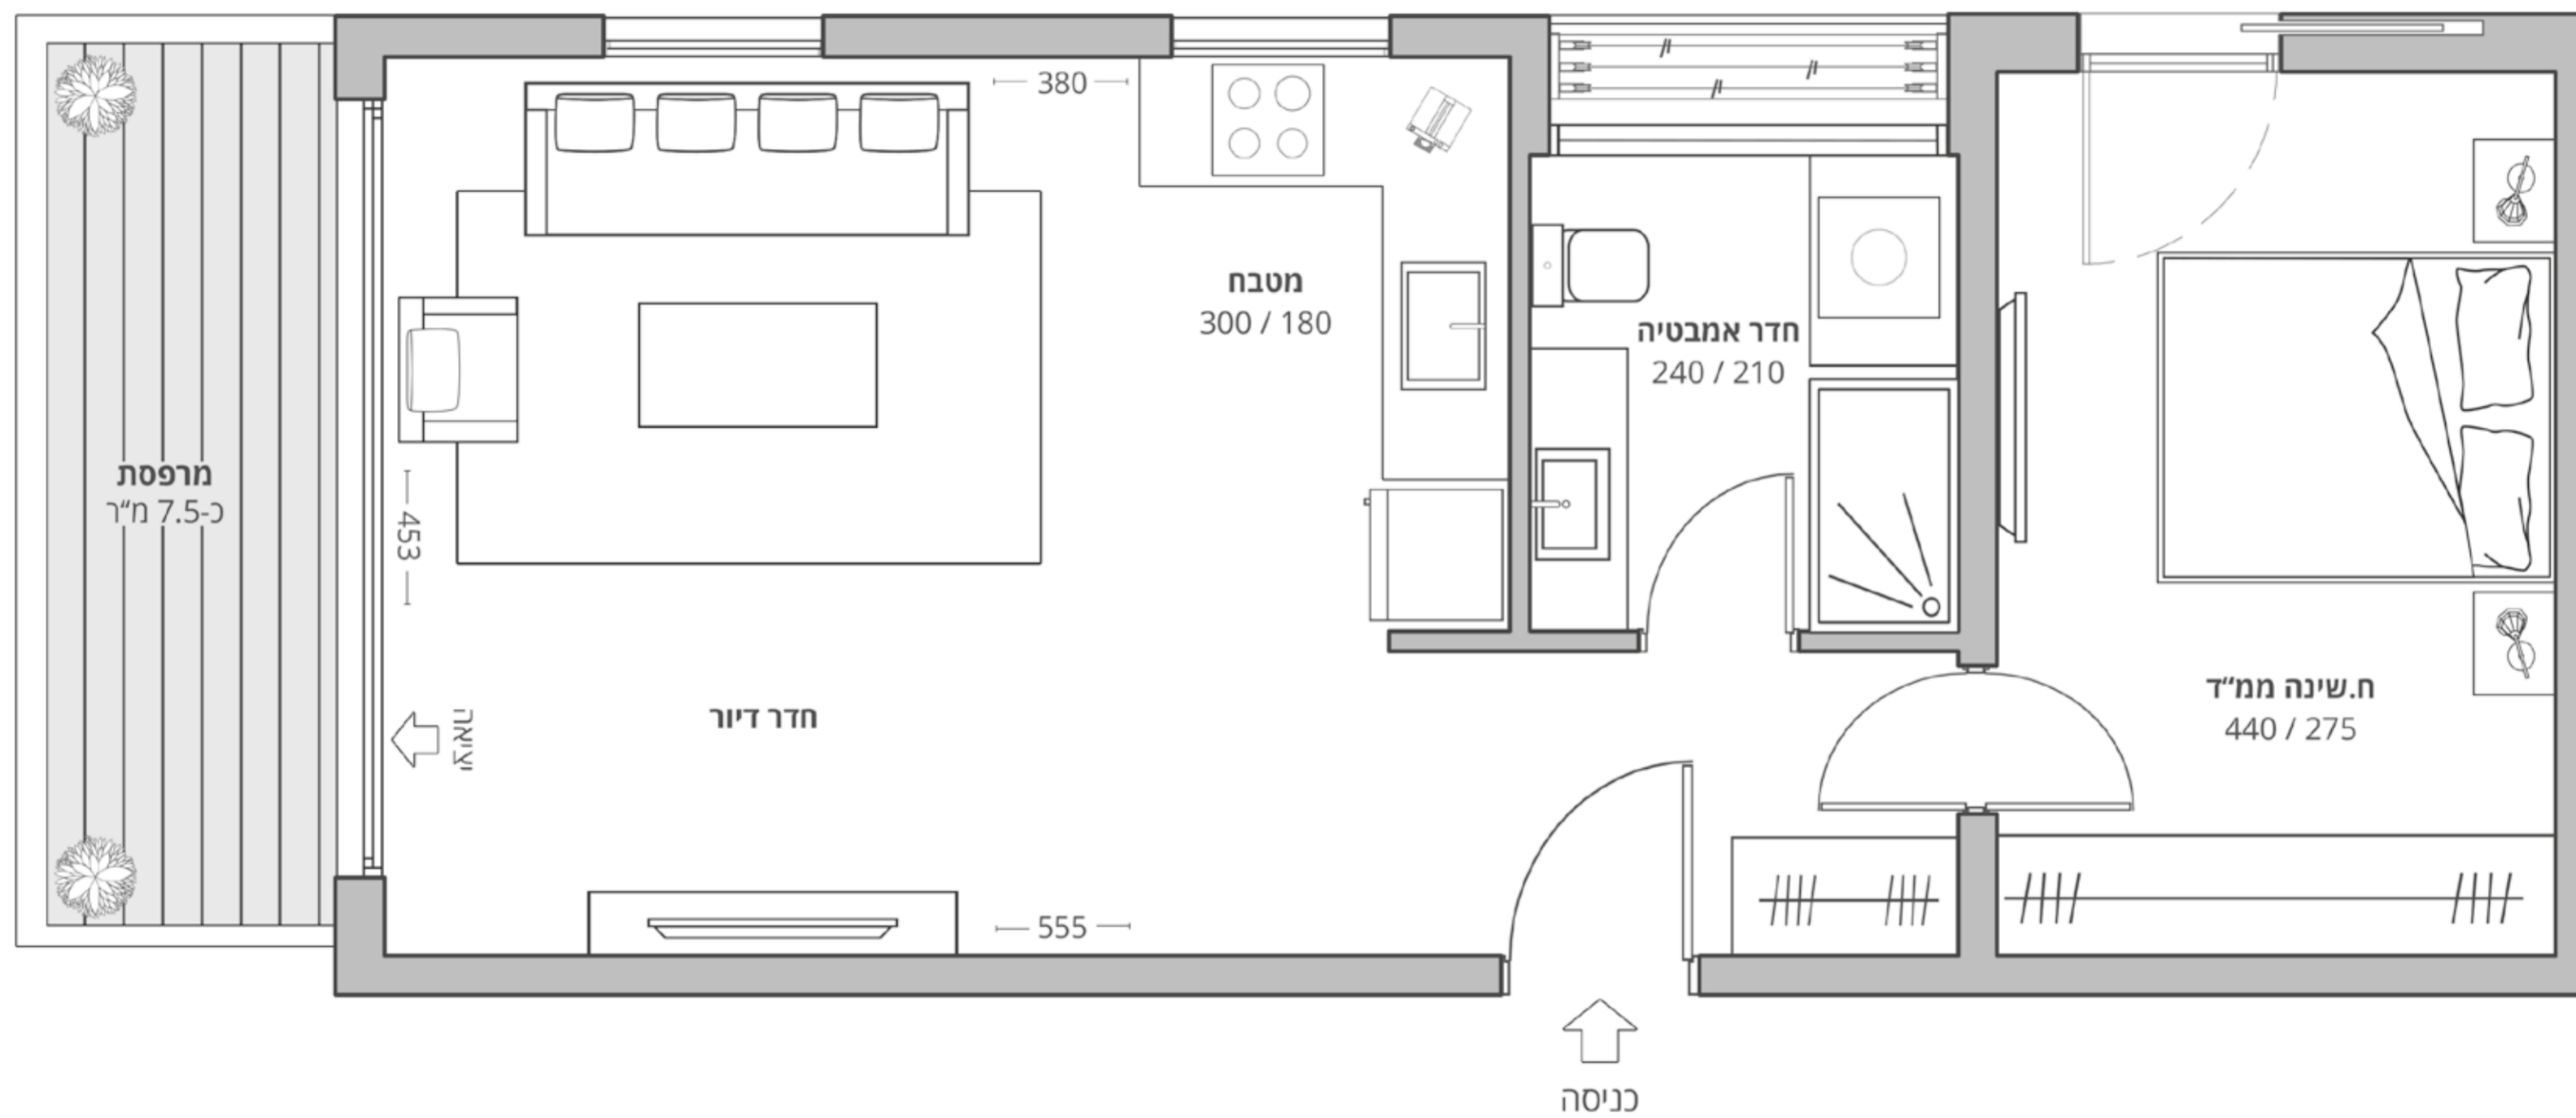 380
מטבח
300 / 180
חדר אמבטיה
240 / 210
מרפסת
כ-7.5 מ"ר
453
ח.שינה ממ"ד
440 / 275
חדר דיור
יציאה
555
כניסה